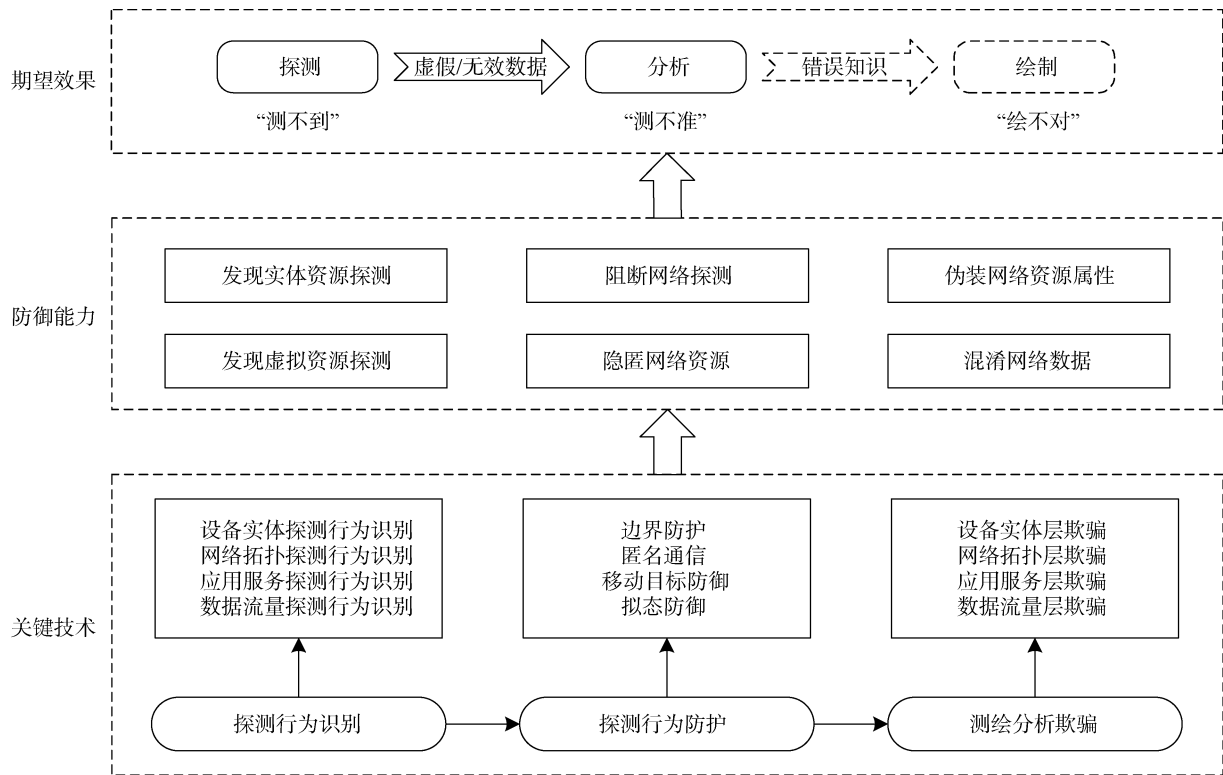 期望效果
探测
虚假/无效数据
分析
错误知识
绘制
“测不到”
“测不准”
“绘不对”
防御能力
发现实体资源探测
阻断网络探测
伪装网络资源属性
发现虚拟资源探测
隐匿网络资源
混淆网络数据
关键技术
设备实体探测行为识别
网络拓扑探测行为识别
应用服务探测行为识别
数据流量探测行为识别
边界防护
匿名通信
移动目标防御
拟态防御
设备实体层欺骗
网络拓扑层欺骗
应用服务层欺骗
数据流量层欺骗
探测行为识别
探测行为防护
测绘分析欺骗